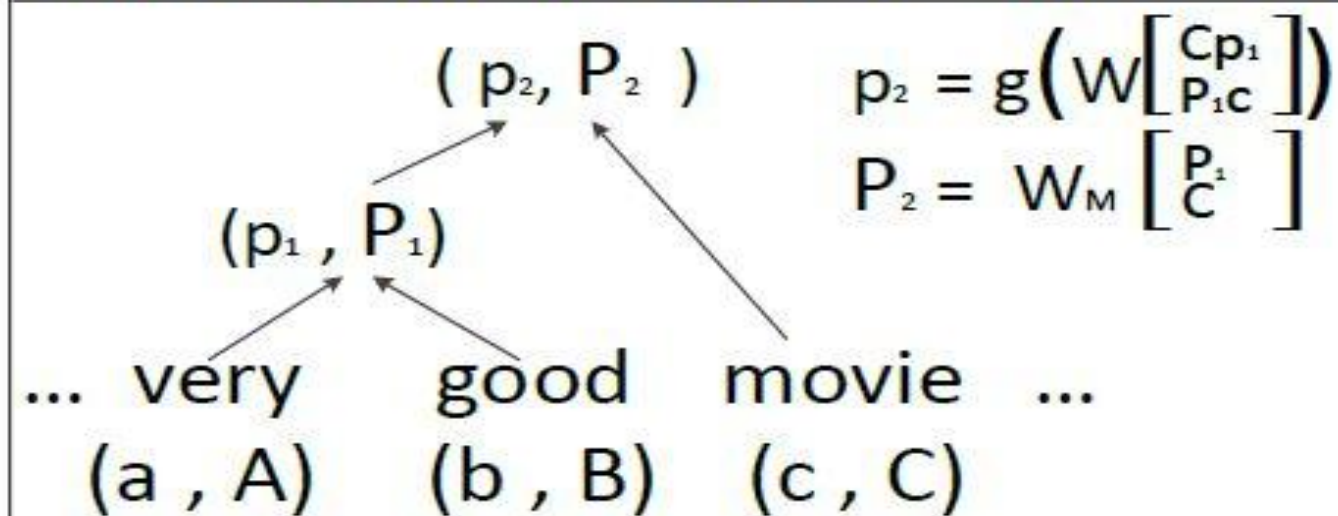 ( p₂, P₂ )
p₂ = g(W[Cp₁ P₁c])
P₂ = W_M [P₁ C]
(p₁ , P₁)
... very good movie ...
(a , A) (b , B) (c , C)